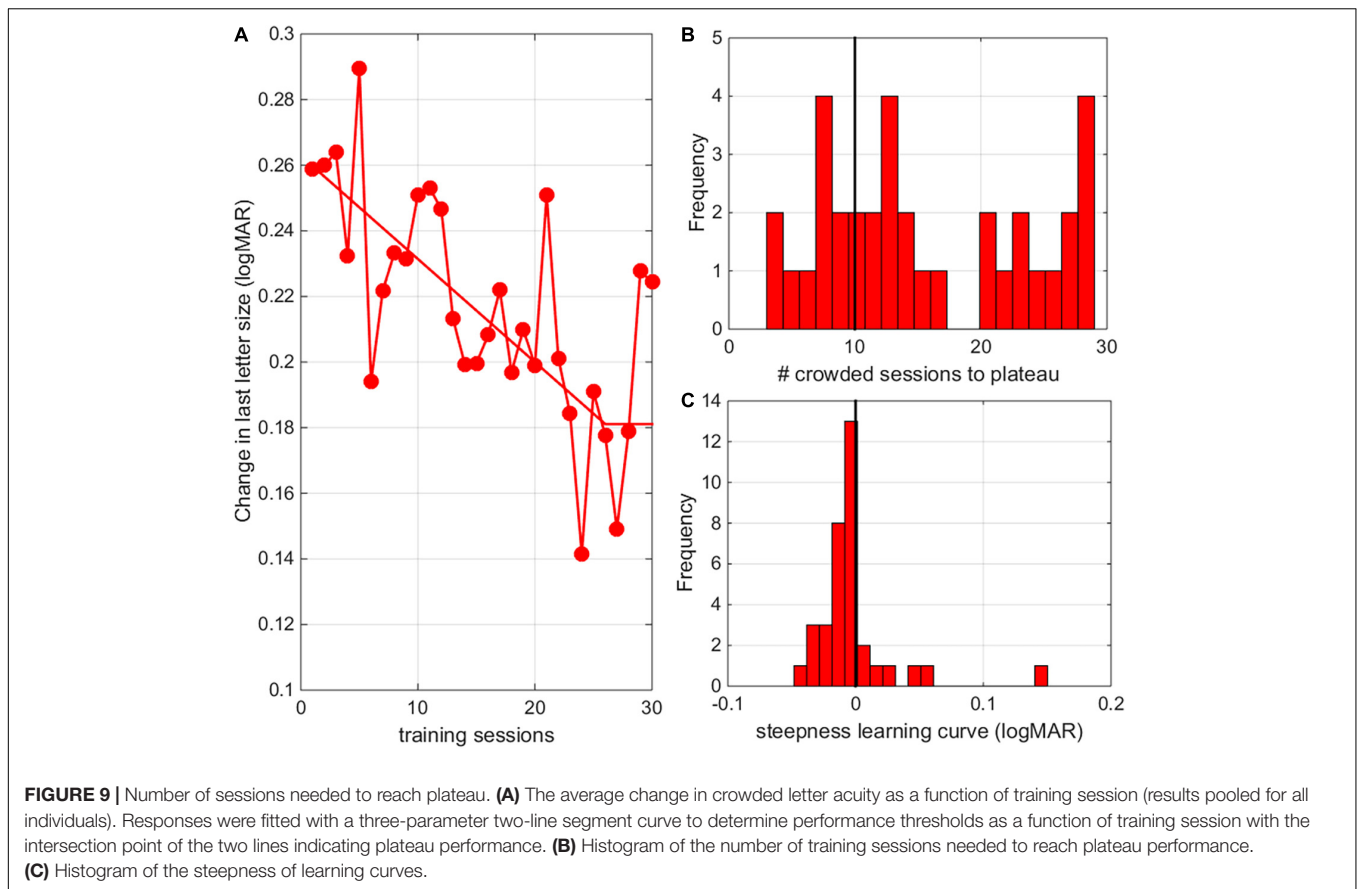 A
0.3
0.28
0.26
0.24
0.22
0.2
0.18
0.16
0.14
0.12
0.1
Change in last letter size (logMAR)
0 10 20 30
training sessions
B
5
4
3
2
1
0
Frequency
0 10 20 30
# crowded sessions to plateau
C
14
12
10
8
6
4
2
0
Frequency
-0.1 0 0.1 0.2
steepness learning curve (logMAR)
FIGURE 9 | Number of sessions needed to reach plateau. (A) The average change in crowded letter acuity as a function of training session (results pooled for all
individuals). Responses were fitted with a three-parameter two-line segment curve to determine performance thresholds as a function of training session with the
intersection point of the two lines indicating plateau performance. (B) Histogram of the number of training sessions needed to reach plateau performance.
(C) Histogram of the steepness of learning curves.